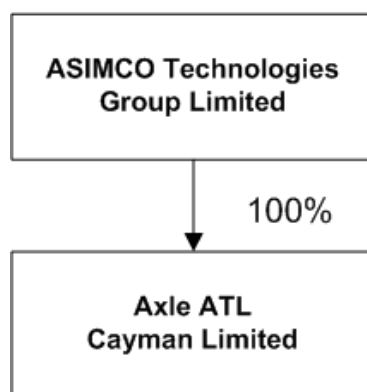 ASIMCO Technologies
Group Limited
100%
Axle ATL
Cayman Limited